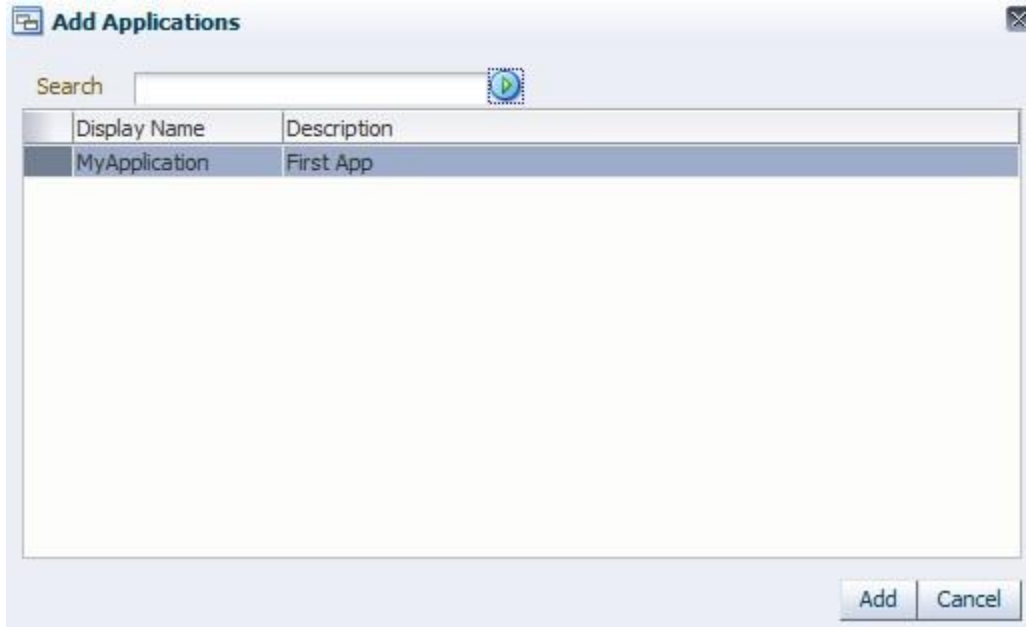 Add Applications
Search
Display Name Description
MyApplication First App
Add Cancel